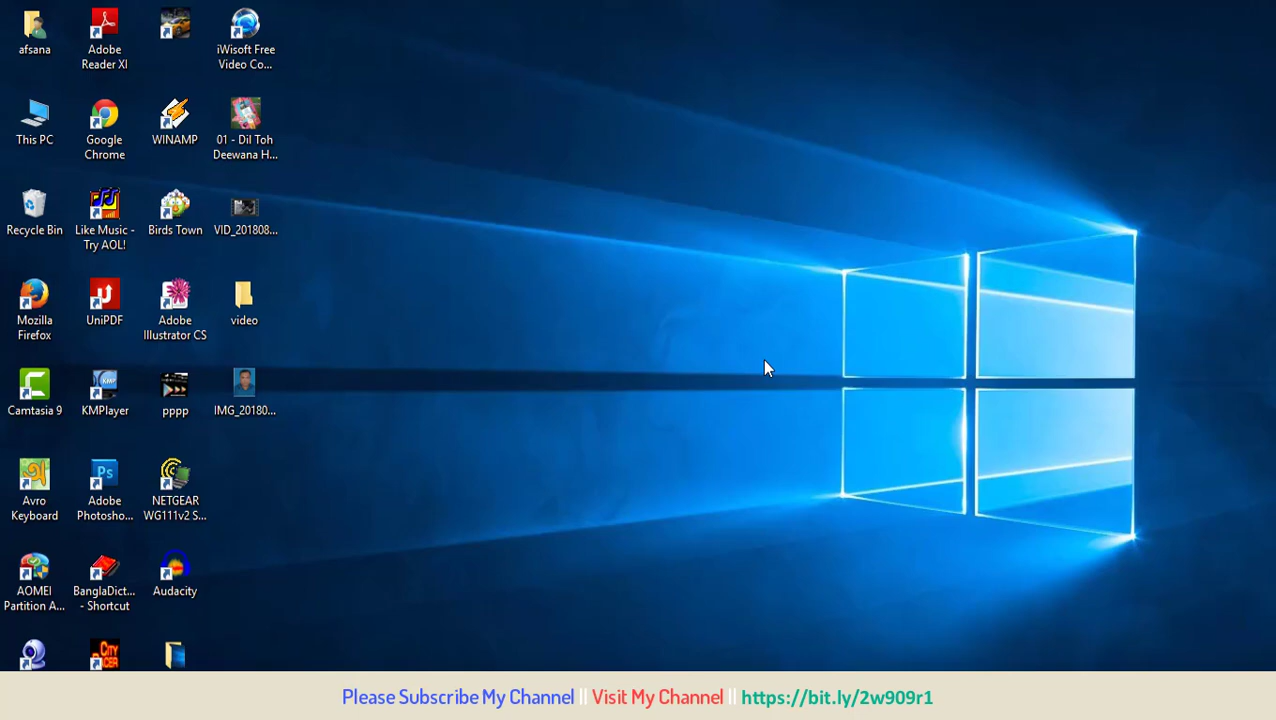 afsana
Adobe
Reader XI
iWisoft Free
Video Co...
This PC
Google
Chrome
WINAMP
01 - Dil Toh
Deewana H...
Recycle Bin
Like Music -
Try AOL!
Birds Town
VID_201808...
Mozilla
Firefox
UniPDF
Adobe
Illustrator CS
video
Camtasia 9
KMPlayer
pppp
IMG_20180...
Avro
Keyboard
Adobe
Photosho...
NETGEAR
WG111v2 S...
AOMEI
Partition A...
BanglaDict...
- Shortcut
Audacity
Please Subscribe My Channel || Visit My Channel || https://bit.ly/2w909r1